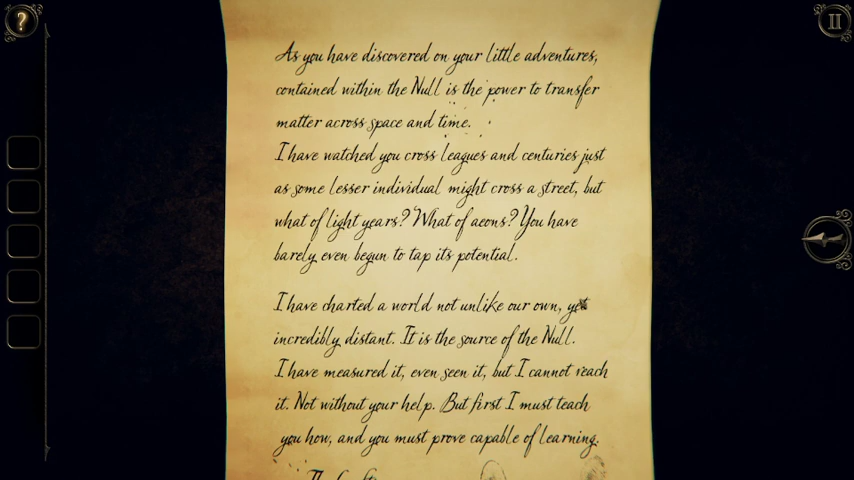 As you have discovered on your little adventures,
contained within the Null is the power to transfer
matter across space and time.
I have watched you cross leagues and centuries just
as some lesser individual might cross a street, but
what of light years? What of aeons? You have
barely even begun to tap its potential.
I have charted a world not unlike our own, yet
incredibly distant. It is the source of the Null.
I have measured it, even seen it, but I cannot reach
it. Not without your help. But first I must teach
you how, and you must prove capable of learning.